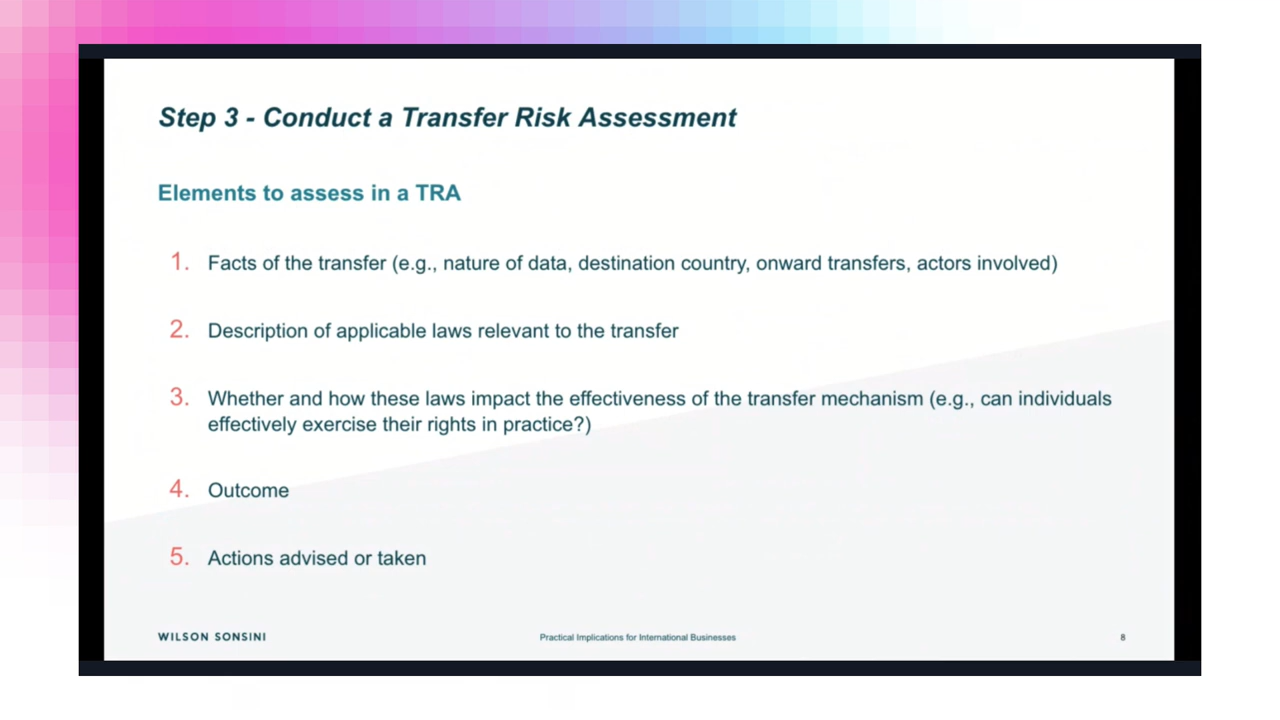 Step 3 - Conduct a Transfer Risk Assessment
Elements to assess in a TRA
1. Facts of the transfer (e.g., nature of data, destination country, onward transfers, actors involved)
2. Description of applicable laws relevant to the transfer
3. Whether and how these laws impact the effectiveness of the transfer mechanism (e.g., can individuals
effectively exercise their rights in practice?)
4. Outcome
5. Actions advised or taken
WILSON SONSINI
Practical Implications for International Businesses
8